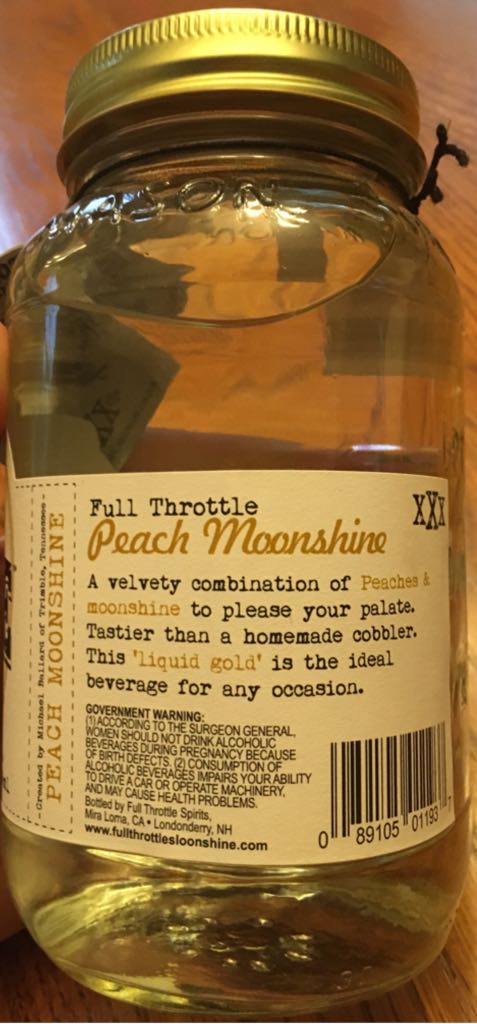 MASON
Full Throttle
Peach Moonshine
XXX
A velvety combination of Peaches &
moonshine to please your palate.
Tastier than a homemade cobbler.
This 'liquid gold' is the ideal
beverage for any occasion.
GOVERNMENT WARNING:
(1) ACCORDING TO THE SURGEON GENERAL,
WOMEN SHOULD NOT DRINK ALCOHOLIC
BEVERAGES DURING PREGNANCY BECAUSE
OF BIRTH DEFECTS. (2) CONSUMPTION OF
ALCOHOLIC BEVERAGES IMPAIRS YOUR ABILITY
TO DRIVE A CAR OR OPERATE MACHINERY,
AND MAY CAUSE HEALTH PROBLEMS.
Bottled by Full Throttle Spirits,
Mira Loma, CA • Londonderry, NH
www.fullthrottlesloonshine.com
0 89105 01193 7
-Created by Michael Ballard of Trimble, Tennessee-
PEACH MOONSHINE